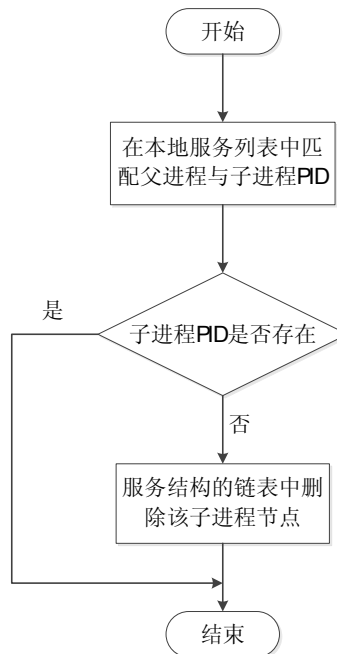 开始
在本地服务列表中匹
配父进程与子进程PID
是
子进程PID是否存在
否
服务结构的链表中删
除该子进程节点
结束